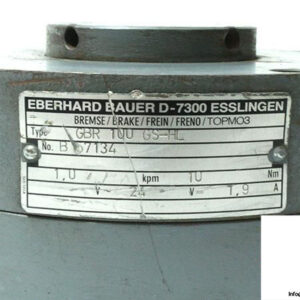 EBERHARD BAUER D-7300 ESSLINGEN
BREMSE/BRAKE/FREIN/FRENO/TOPMO3
Type GBR 100 GS-HL
No. B 57134
1,0 kpm 10 Nm
V- 24 V- 1,9 A